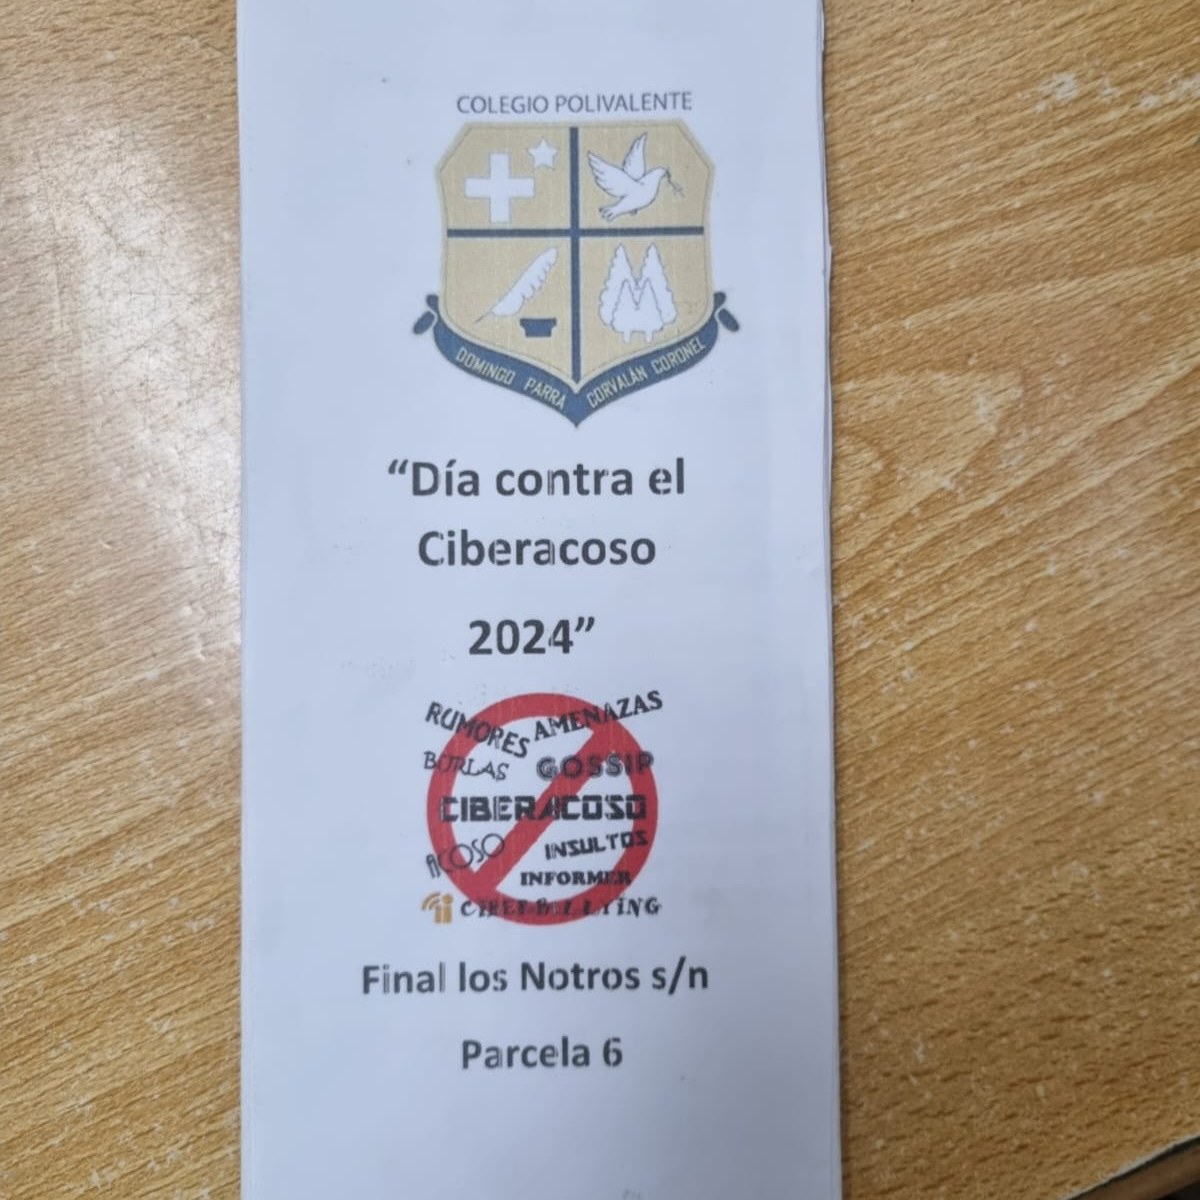 COLEGIO POLIVALENTE
DOMINGO PARRA CORVALÁN CORONEL
“Día contra el
Ciberacoso
2024”
RUMORES AMENAZAS
BURLAS GOSSIP
CIBERACOSO
ACOSO INSULTOS
INFORMER
CIBERBULLYING
Final los Notros s/n
Parcela 6